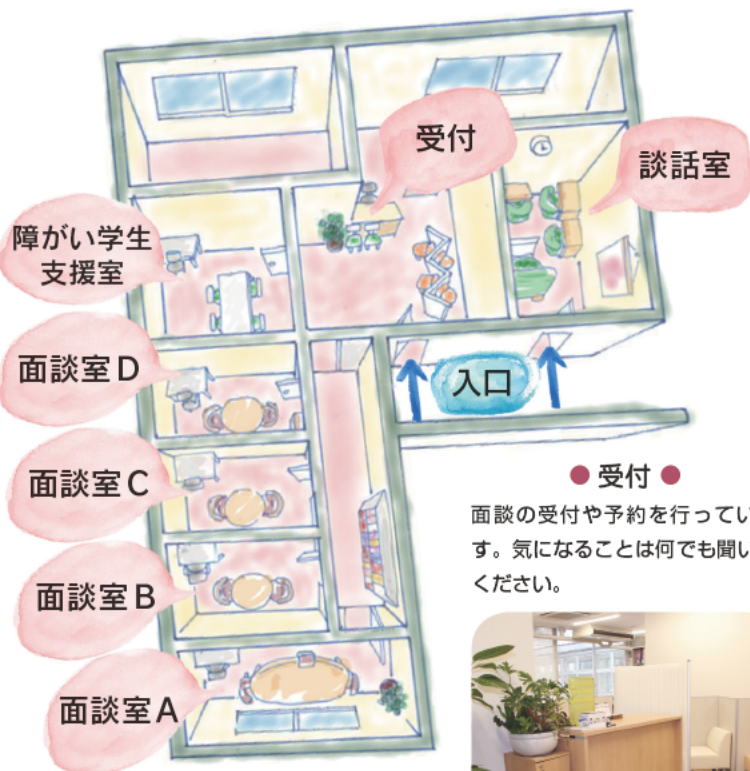 受付
談話室
障がい学生
支援室
面談室D
入口
面談室C
面談室B
面談室A
● 受付 ●
面談の受付や予約を行ってい
す。気になることは何でも聞い
ください。